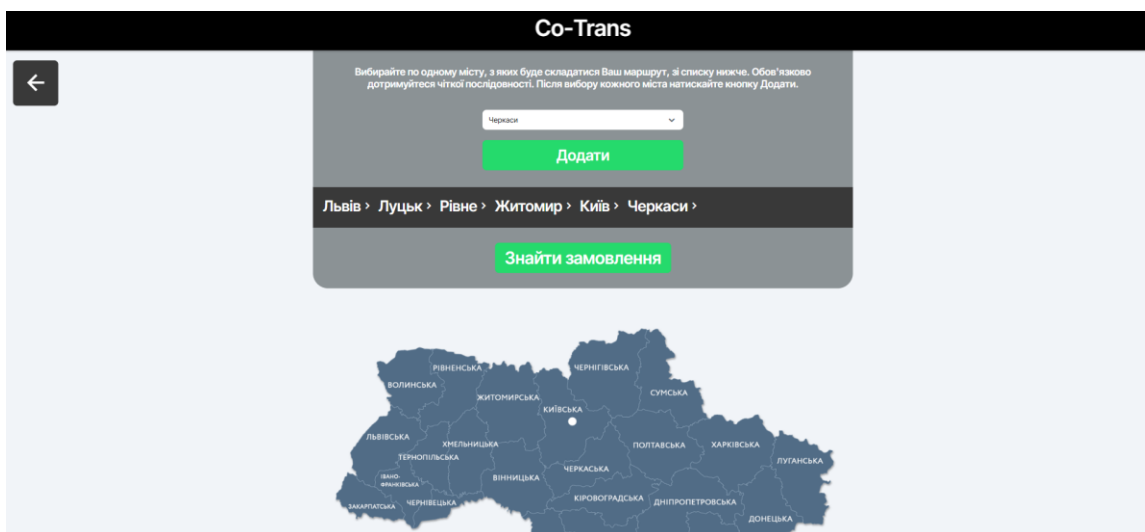 Co-Trans
Вибирайте по одному місту, з яких буде складатися Ваш маршрут, зі списку нижче. Обов'язково
дотримуйтеся чіткої послідовності. Після вибору кожного міста натискайте кнопку Додати.
Черкаси
Додати
Львів › Луцьк › Рівне › Житомир › Київ › Черкаси ›
Знайти замовлення
РІВНЕНСЬКА
ЧЕРНІГІВСЬКА
ВОЛИНСЬКА
СУМСЬКА
ЖИТОМИРСЬКА
КИЇВСЬКА
ЛЬВІВСЬКА
ХМЕЛЬНИЦЬКА
ПОЛТАВСЬКА
ХАРКІВСЬКА
ТЕРНОПІЛЬСЬКА
ЛУГАНСЬКА
ІВАНО-
ФРАНКІВСЬКА
ВІННИЦЬКА
ЧЕРКАСЬКА
ЗАКАРПАТСЬКА
ЧЕРНІВЕЦЬКА
КІРОВОГРАДСЬКА
ДНІПРОПЕТРОВСЬКА
ДОНЕЦЬКА